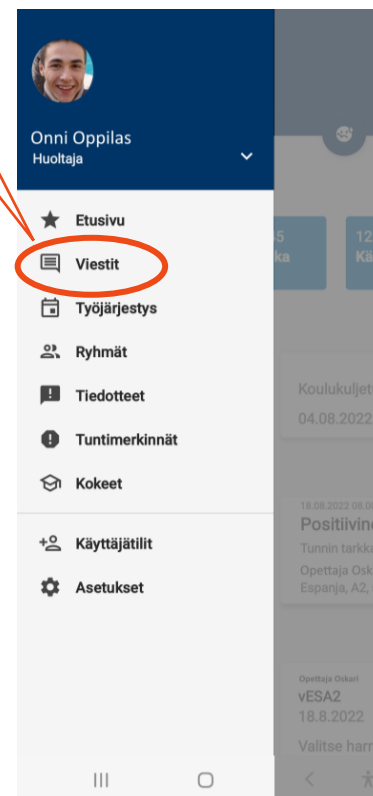 Onni Oppilas
Huoltaja
Etusivu
Viestit
Työjärjestys
Ryhmät
Tiedotteet
Tuntimerkinnät
Kokeet
Käyttäjätilit
Asetukset
Koulukuljet
04.08.2022
18.08.2022 08.0
Positiivine
Tunnin tarkka
Opettaja Osk
Espanja, A2,
Opettaja Oskari
vESA2
18.8.2022
Valitse harr